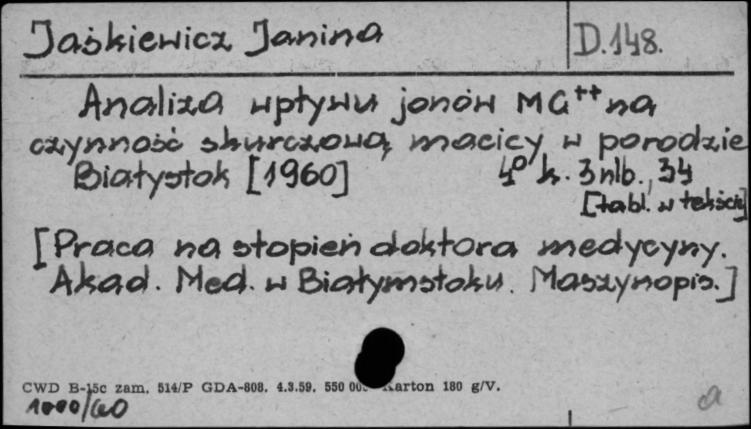 Jaśkiewicz Janina D.148.
Analiza wpływu jonów MG++ na
czynność skurczową macicy w porodzie
Białystok [1960] 4° k. 3 nlb., 34
[tabl. w tekście]
[Praca na stopień doktora medycyny.
Akad. Med. w Białymstoku. Maszynopis.]
CWD B-15c zam. 514/P GDA-808. 4.3.59. 550 Karton 180 g/V.
1000/60
a